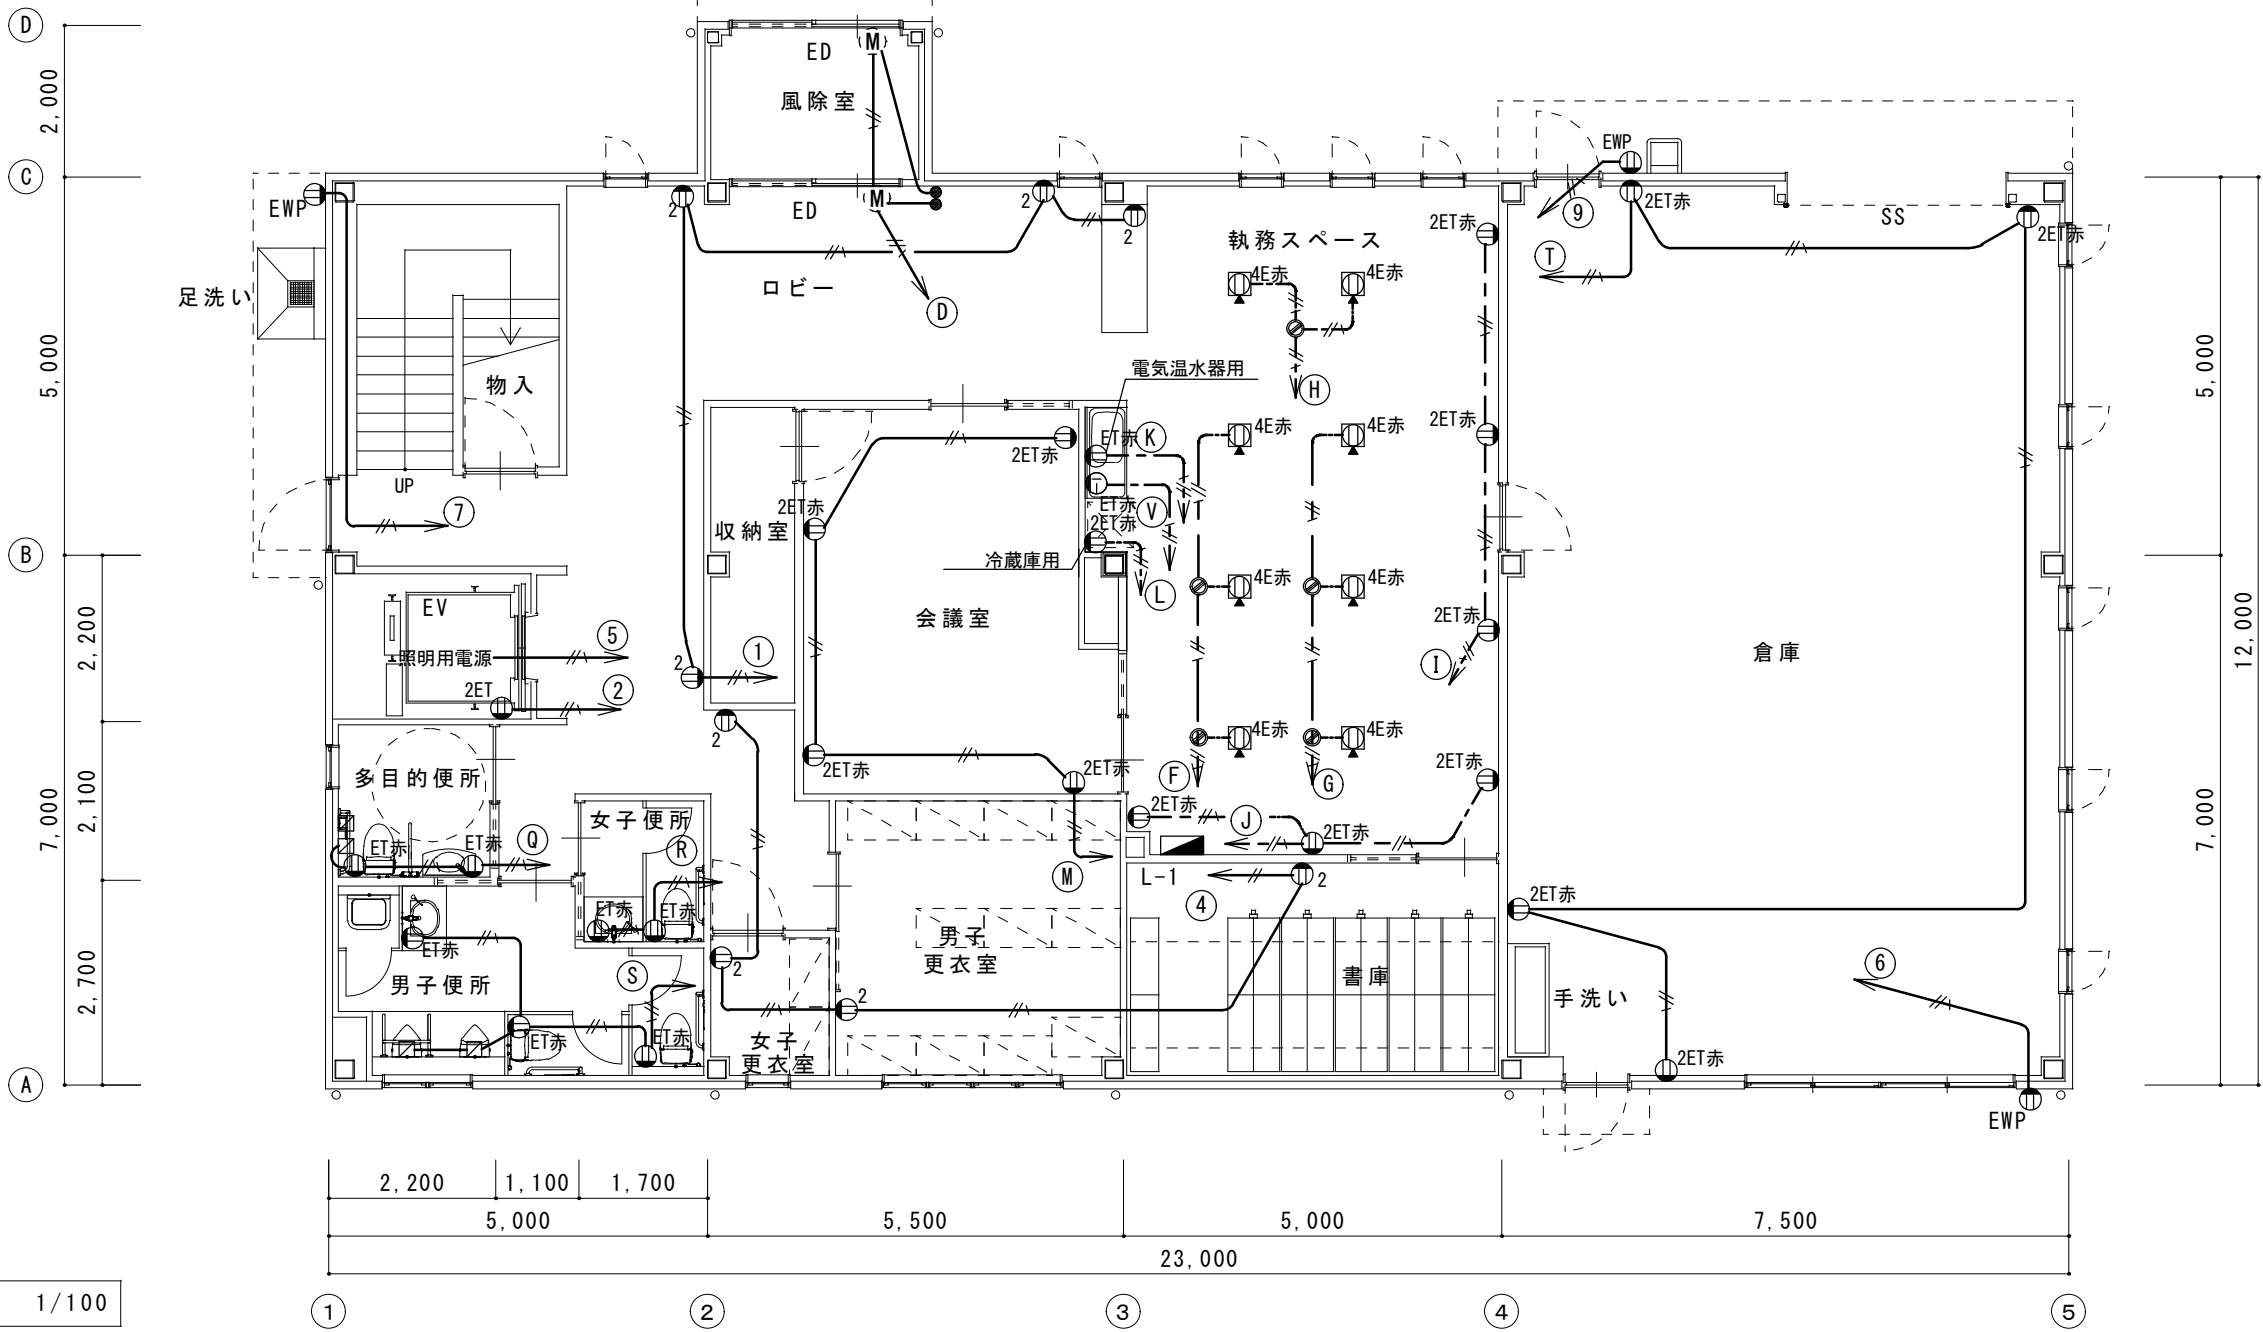 D
ED
M
風除室
2,000
C
EWP
9
EWP
2
ED
M
2
2
2ET赤
2ET赤
SS
2ET赤
執務スペース
足洗い
ロビー
D
T
4E赤
4E赤
5,000
5,000
物入
電気温水器用
H
2ET赤
UP
7
2ET赤
ET赤
K
4E赤
4E赤
2ET赤
収納室
ET赤
V
2ET赤
B
冷蔵庫用
L
4E赤
4E赤
EV
会議室
2ET赤
2,200
照明用電源
5
2
1
I
倉庫
12,000
2ET
2
2
4E赤
4E赤
多目的便所
2ET赤
2ET赤
F
G
2ET赤
2,100
7,000
7,000
女子便所
2ET赤
J
2ET赤
ET赤
ET赤
Q
R
M
L-1
2
4
2ET赤
ET赤
ET赤
ET赤
男子
更衣室
2
6
2,700
男子便所
S
書庫
手洗い
2
ET赤
ET赤
女子
更衣室
2ET赤
A
EWP
2,200
1,100
1,700
5,000
5,500
5,000
7,500
23,000
1/100
1
2
3
4
5